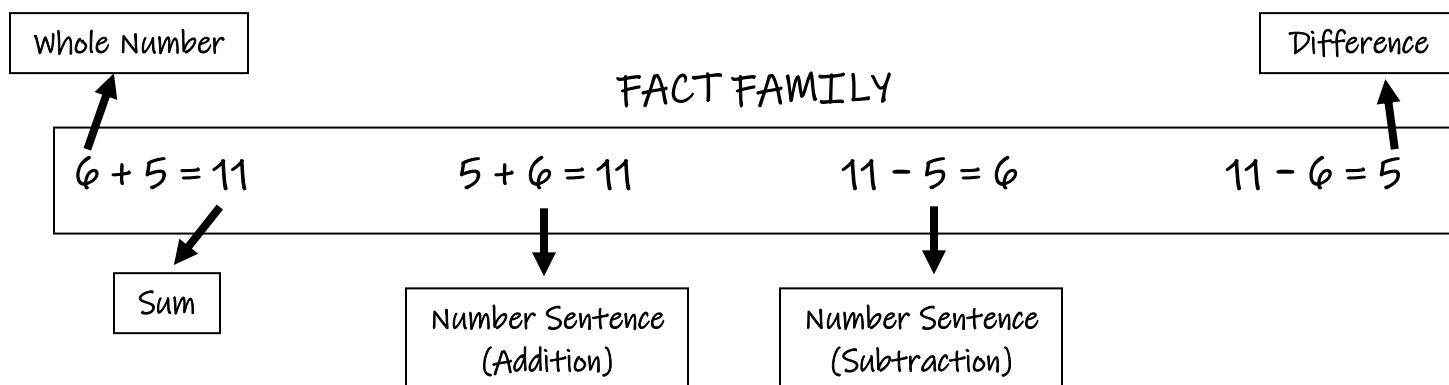 Whole Number
Difference
FACT FAMILY
6 + 5 = 11
5 + 6 = 11
11 - 5 = 6
11 - 6 = 5
Sum
Number Sentence
(Addition)
Number Sentence
(Subtraction)